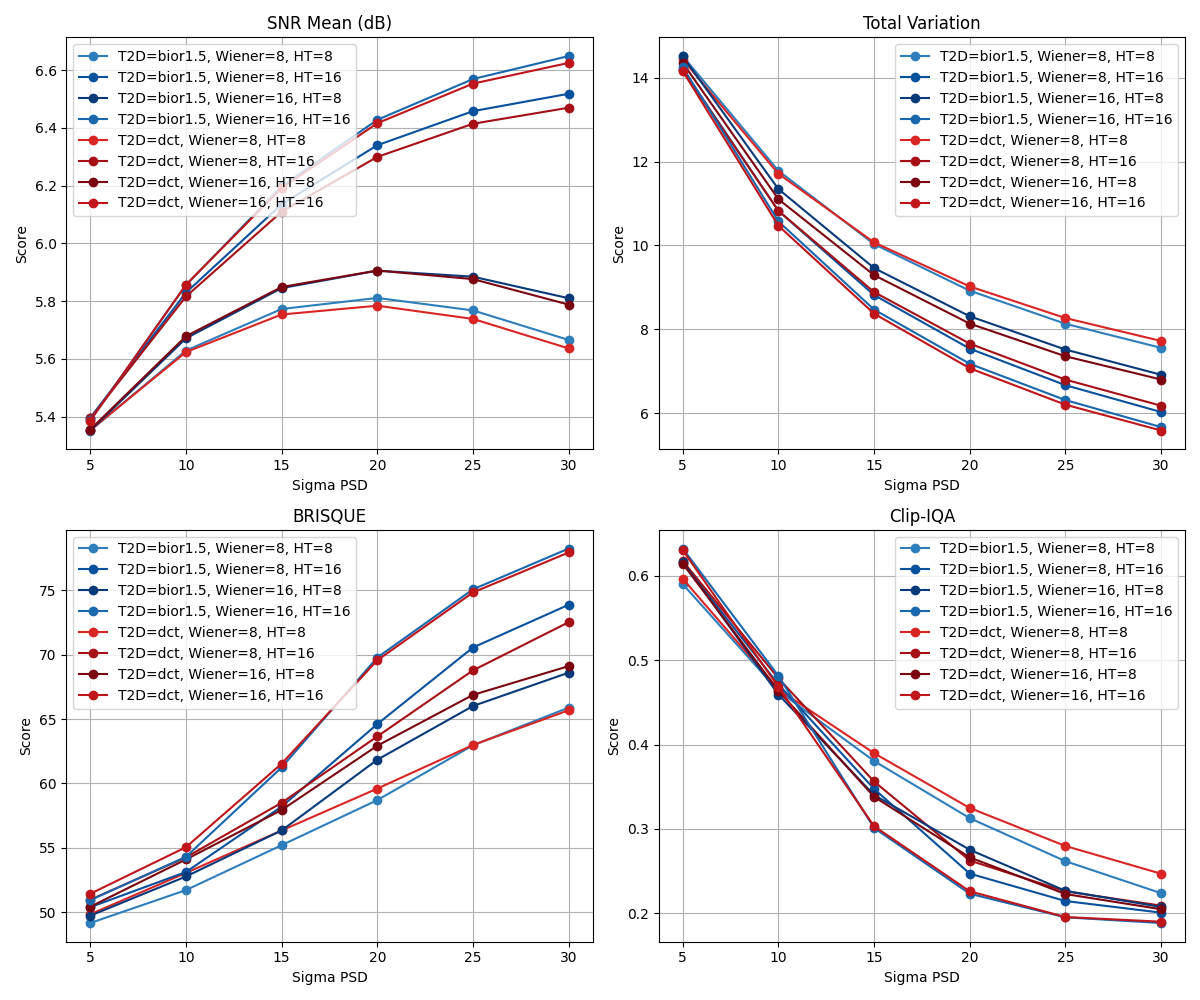 SNR Mean (dB)
T2D=bior1.5, Wiener=8, HT=8
T2D=bior1.5, Wiener=8, HT=16
T2D=bior1.5, Wiener=16, HT=8
T2D=bior1.5, Wiener=16, HT=16
T2D=dct, Wiener=8, HT=8
T2D=dct, Wiener=8, HT=16
T2D=dct, Wiener=16, HT=8
T2D=dct, Wiener=16, HT=16
6.6
6.4
6.2
6.0
5.8
5.6
5.4
Score
5 10 15 20 25 30
Sigma PSD
Total Variation
T2D=bior1.5, Wiener=8, HT=8
T2D=bior1.5, Wiener=8, HT=16
T2D=bior1.5, Wiener=16, HT=8
T2D=bior1.5, Wiener=16, HT=16
T2D=dct, Wiener=8, HT=8
T2D=dct, Wiener=8, HT=16
T2D=dct, Wiener=16, HT=8
T2D=dct, Wiener=16, HT=16
14
12
10
8
6
Score
5 10 15 20 25 30
Sigma PSD
BRISQUE
T2D=bior1.5, Wiener=8, HT=8
T2D=bior1.5, Wiener=8, HT=16
T2D=bior1.5, Wiener=16, HT=8
T2D=bior1.5, Wiener=16, HT=16
T2D=dct, Wiener=8, HT=8
T2D=dct, Wiener=8, HT=16
T2D=dct, Wiener=16, HT=8
T2D=dct, Wiener=16, HT=16
75
70
65
60
55
50
Score
5 10 15 20 25 30
Sigma PSD
Clip-IQA
T2D=bior1.5, Wiener=8, HT=8
T2D=bior1.5, Wiener=8, HT=16
T2D=bior1.5, Wiener=16, HT=8
T2D=bior1.5, Wiener=16, HT=16
T2D=dct, Wiener=8, HT=8
T2D=dct, Wiener=8, HT=16
T2D=dct, Wiener=16, HT=8
T2D=dct, Wiener=16, HT=16
0.6
0.5
0.4
0.3
0.2
Score
5 10 15 20 25 30
Sigma PSD